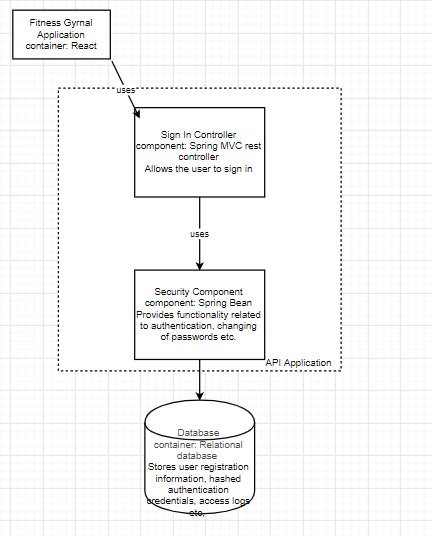 Fitness Gyrnal
Application
container: React
"uses"
Sign In Controller
component: Spring MVC rest
controller
Allows the user to sign in
uses
Security Component
component: Spring Bean
Provides functionality related
to authentication, changing
of passwords etc.
API Application
Database
container: Relational
database
Stores user registration
information, hashed
authentication
credentials, access logs
etc.